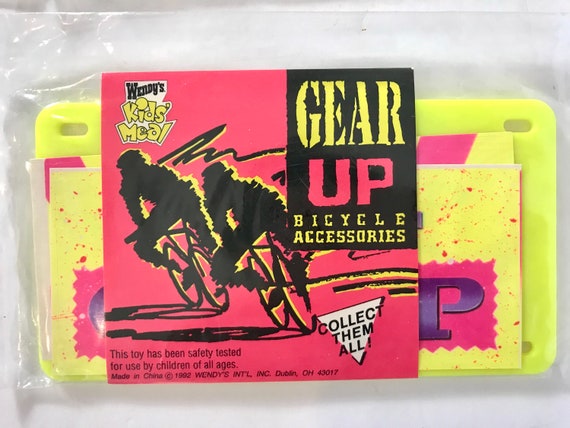 Wendy's
Kids'
Meal
GEAR
UP
BICYCLE
ACCESSORIES
COLLECT
THEM
ALL!
This toy has been safety tested
for use by children of all ages.
Made in China © 1992 WENDY'S INT'L, INC. Dublin, OH 43017
P